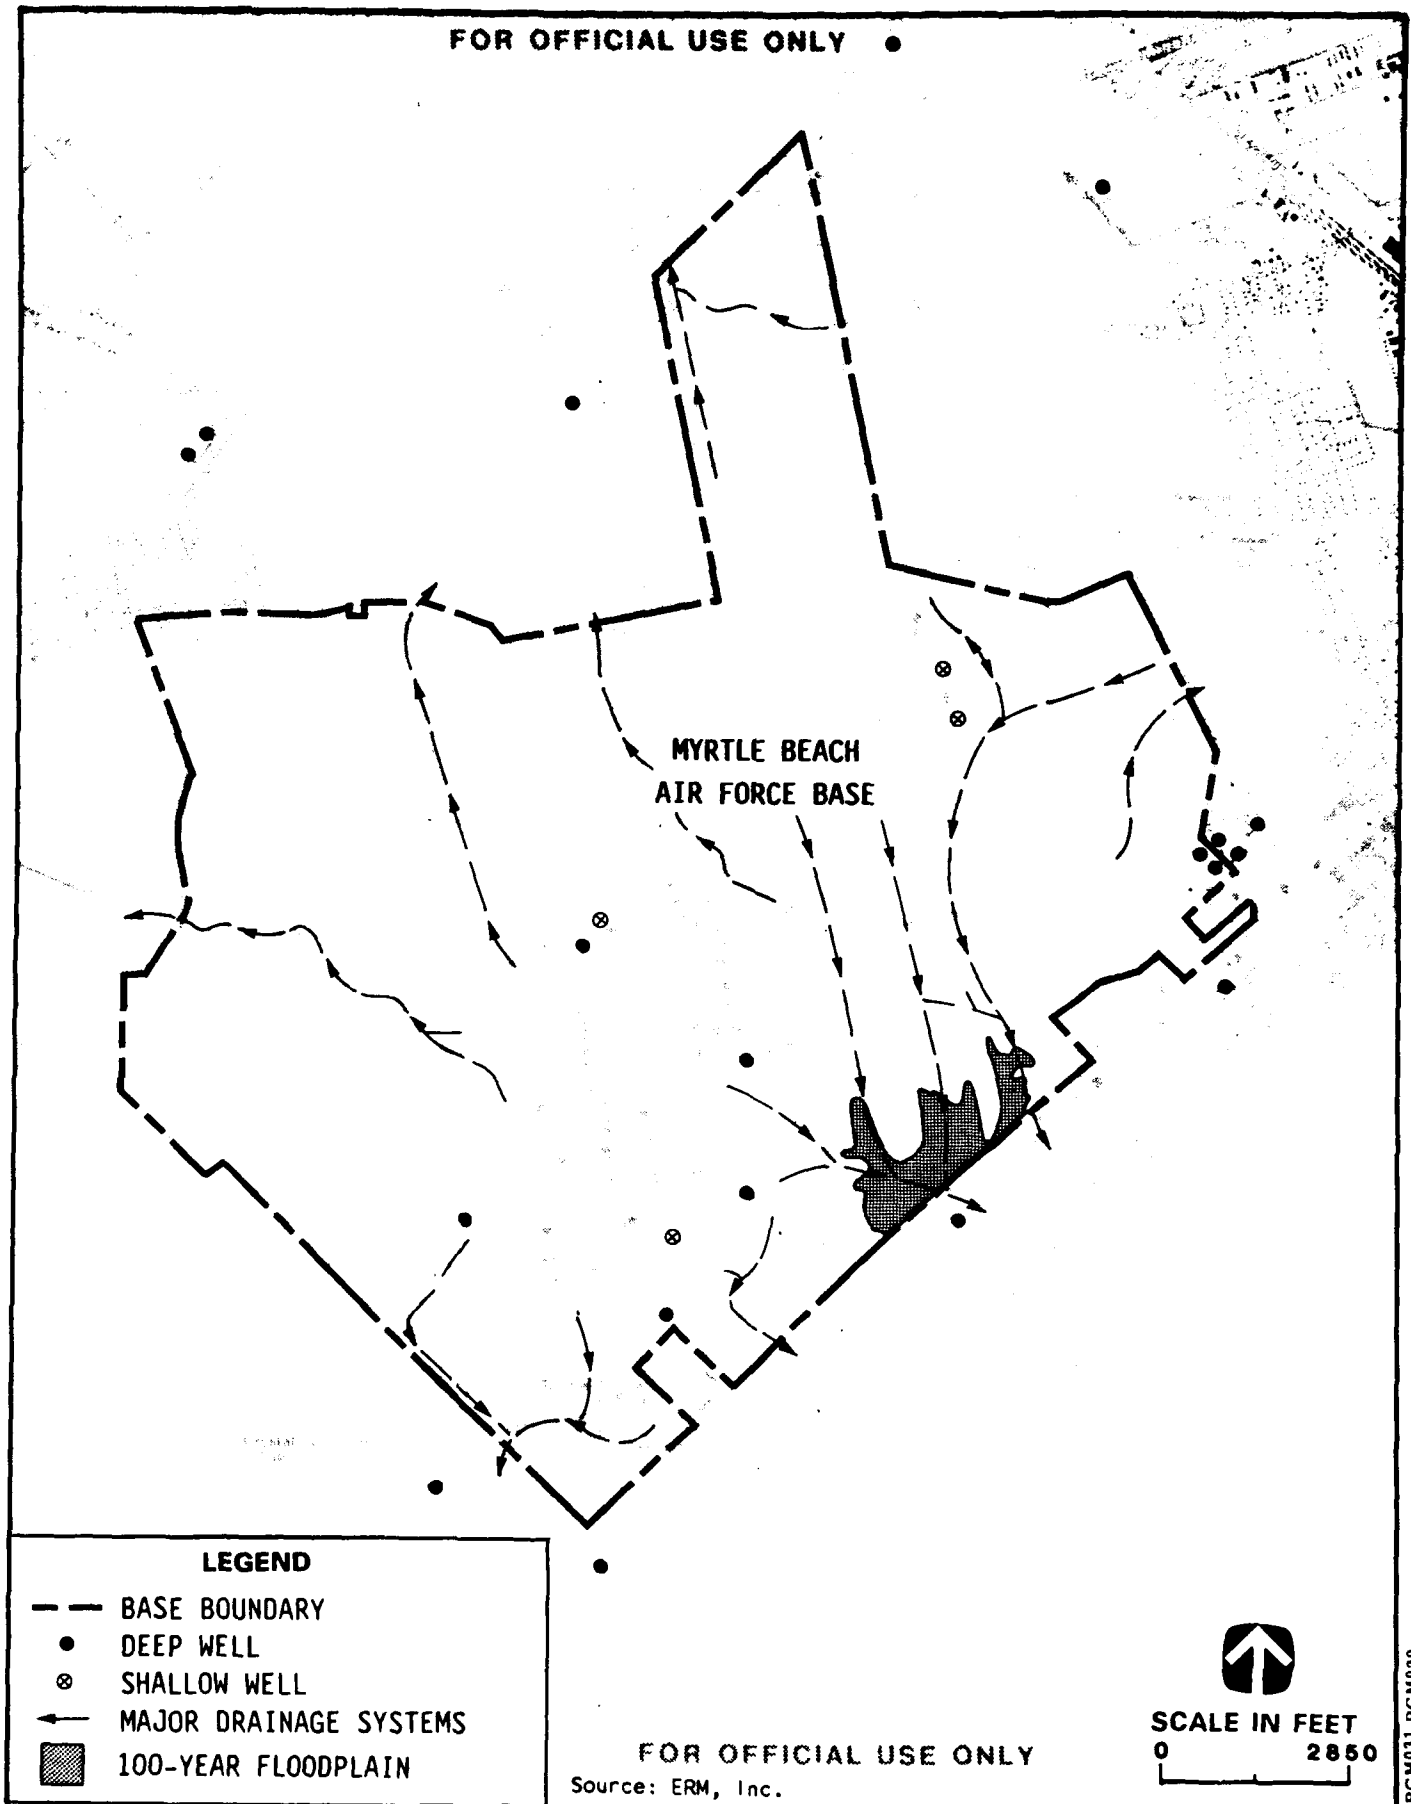 FOR OFFICIAL USE ONLY
MYRTLE BEACH
AIR FORCE BASE
LEGEND
BASE BOUNDARY
DEEP WELL
SHALLOW WELL
MAJOR DRAINAGE SYSTEMS
100-YEAR FLOODPLAIN
FOR OFFICIAL USE ONLY
Source: ERM, Inc.
SCALE IN FEET
0 2850